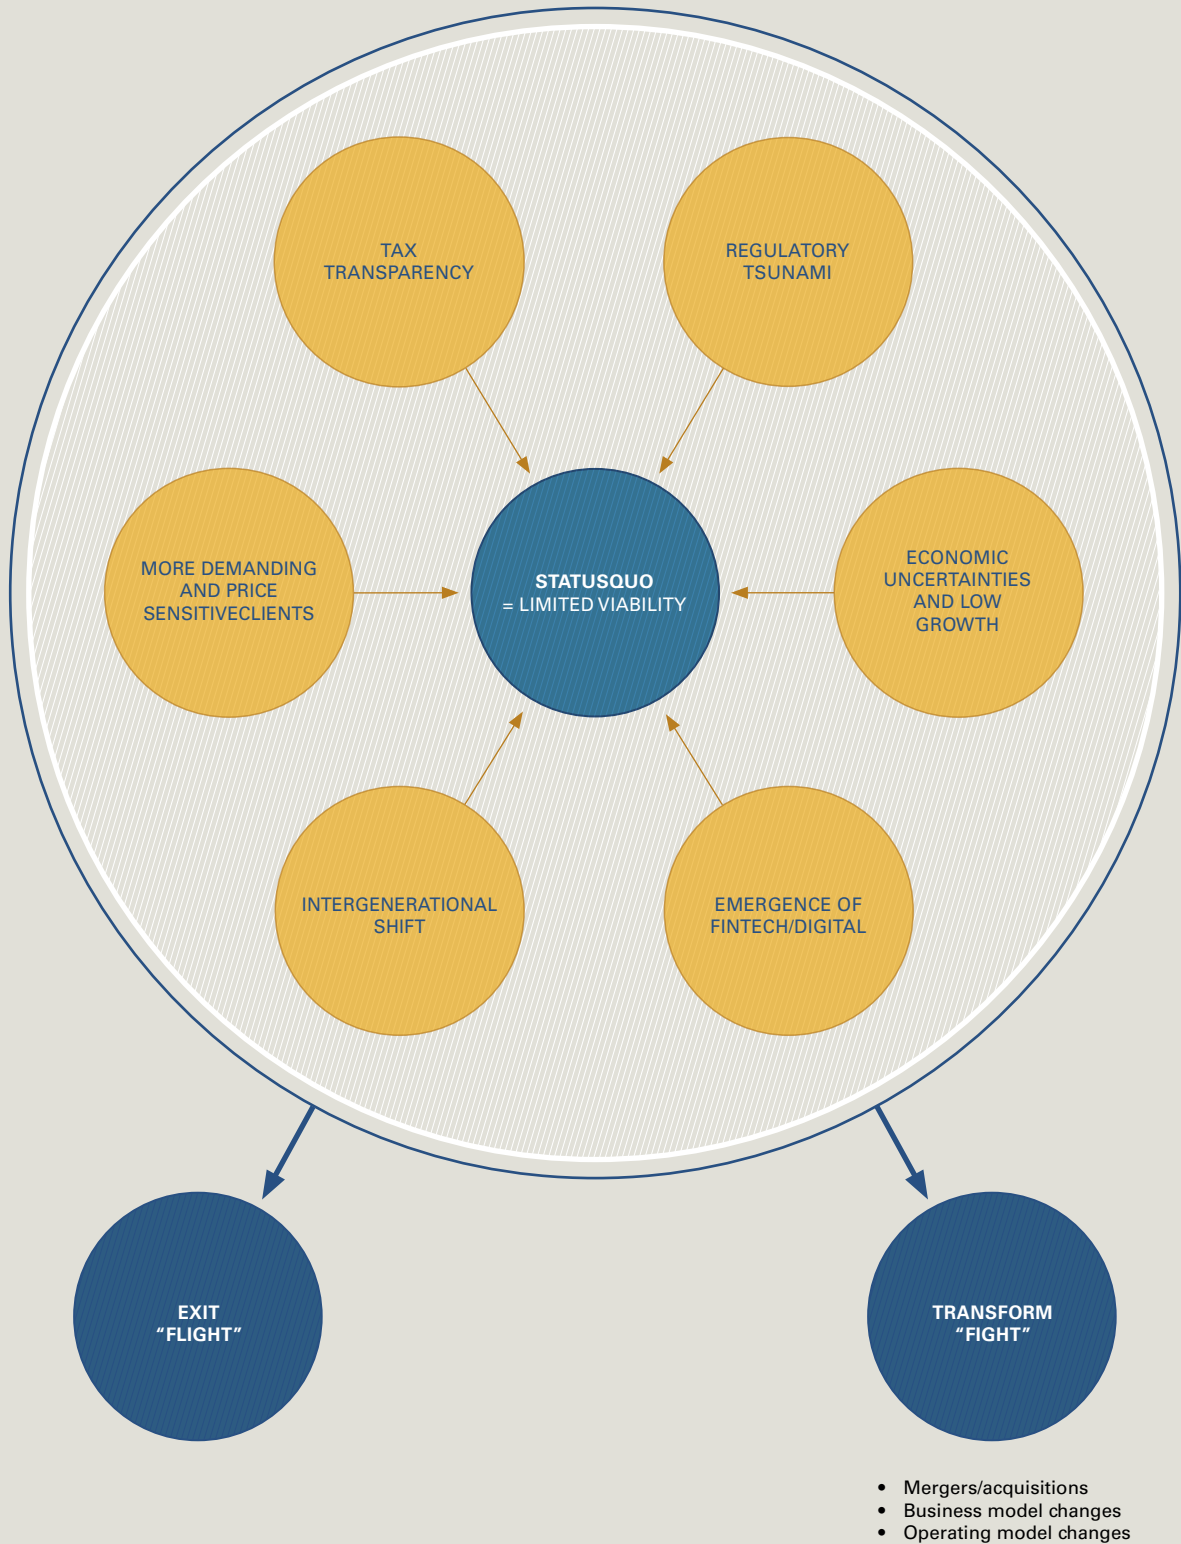 TAX
TRANSPARENCY
REGULATORY
TSUNAMI
MORE DEMANDING
AND PRICE
SENSITIVECLIENTS
STATUSQUO
= LIMITED VIABILITY
ECONOMIC
UNCERTAINTIES
AND LOW
GROWTH
INTERGENERATIONAL
SHIFT
EMERGENCE OF
FINTECH/DIGITAL
EXIT
“FLIGHT”
TRANSFORM
“FIGHT”
• Mergers/acquisitions
• Business model changes
• Operating model changes